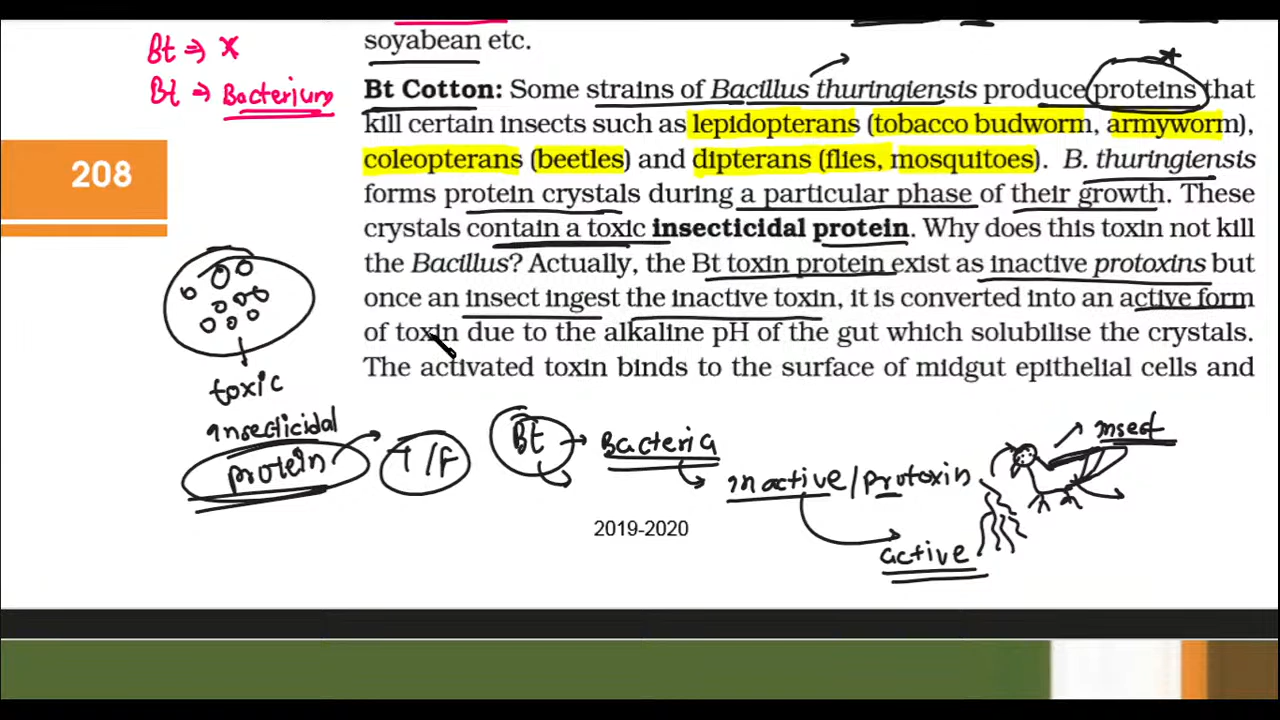 Bt ⇒ x
Bt ⇒ Bacterium
soyabean etc.
Bt Cotton: Some strains of Bacillus thuringiensis produce proteins that
kill certain insects such as lepidopterans (tobacco budworm, armyworm),
coleopterans (beetles) and dipterans (flies, mosquitoes). B. thuringiensis
forms protein crystals during a particular phase of their growth. These
crystals contain a toxic insecticidal protein. Why does this toxin not kill
the Bacillus? Actually, the Bt toxin protein exist as inactive protoxins but
once an insect ingest the inactive toxin, it is converted into an active form
of toxin due to the alkaline pH of the gut which solubilise the crystals.
The activated toxin binds to the surface of midgut epithelial cells and
208
toxic
insecticidal
protein
T/F
Bt → Bacteria
inactive/protoxin
active
insect
2019-2020